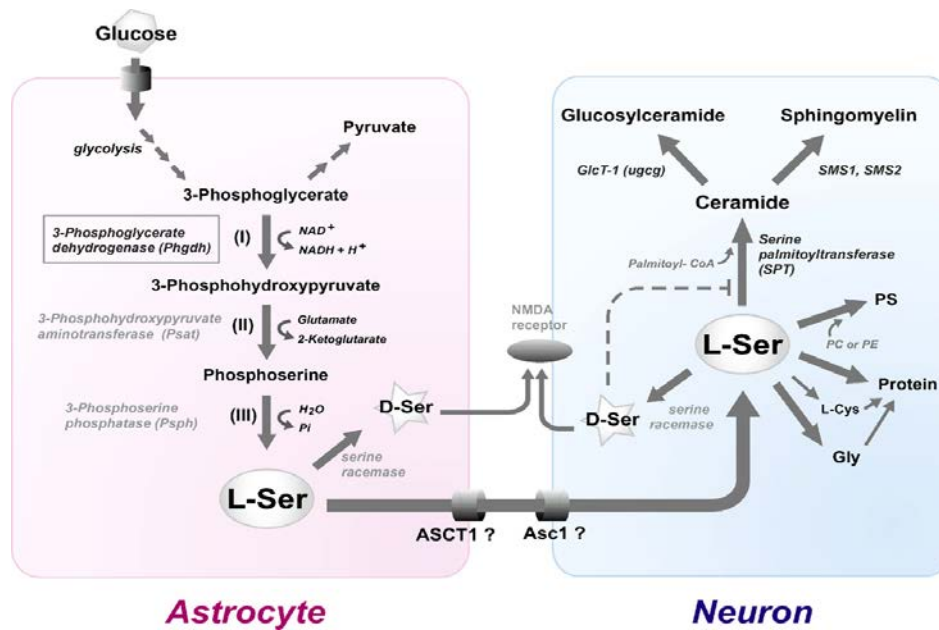 Glucose
glycolysis
Pyruvate
3-Phosphoglycerate
3-Phosphoglycerate
dehydrogenase (Phgdh)
(I)
NAD+
NADH + H+
3-Phosphohydroxypyruvate
3-Phosphohydroxypyruvate
aminotransferase (Psat)
(II)
Glutamate
2-Ketoglutarate
Phosphoserine
3-Phosphoserine
phosphatase (Psph)
(III)
H2O
Pi
D-Ser
serine
racemase
L-Ser
ASCT1 ?
Asc1 ?
NMDA
receptor
Glucosylceramide
Sphingomyelin
GlcT-1 (ugcg)
SMS1, SMS2
Ceramide
Palmitoyl- CoA
Serine
palmitoyltransferase
(SPT)
L-Ser
PS
PC or PE
Protein
L-Cys
Gly
D-Ser
serine
racemase
Astrocyte
Neuron